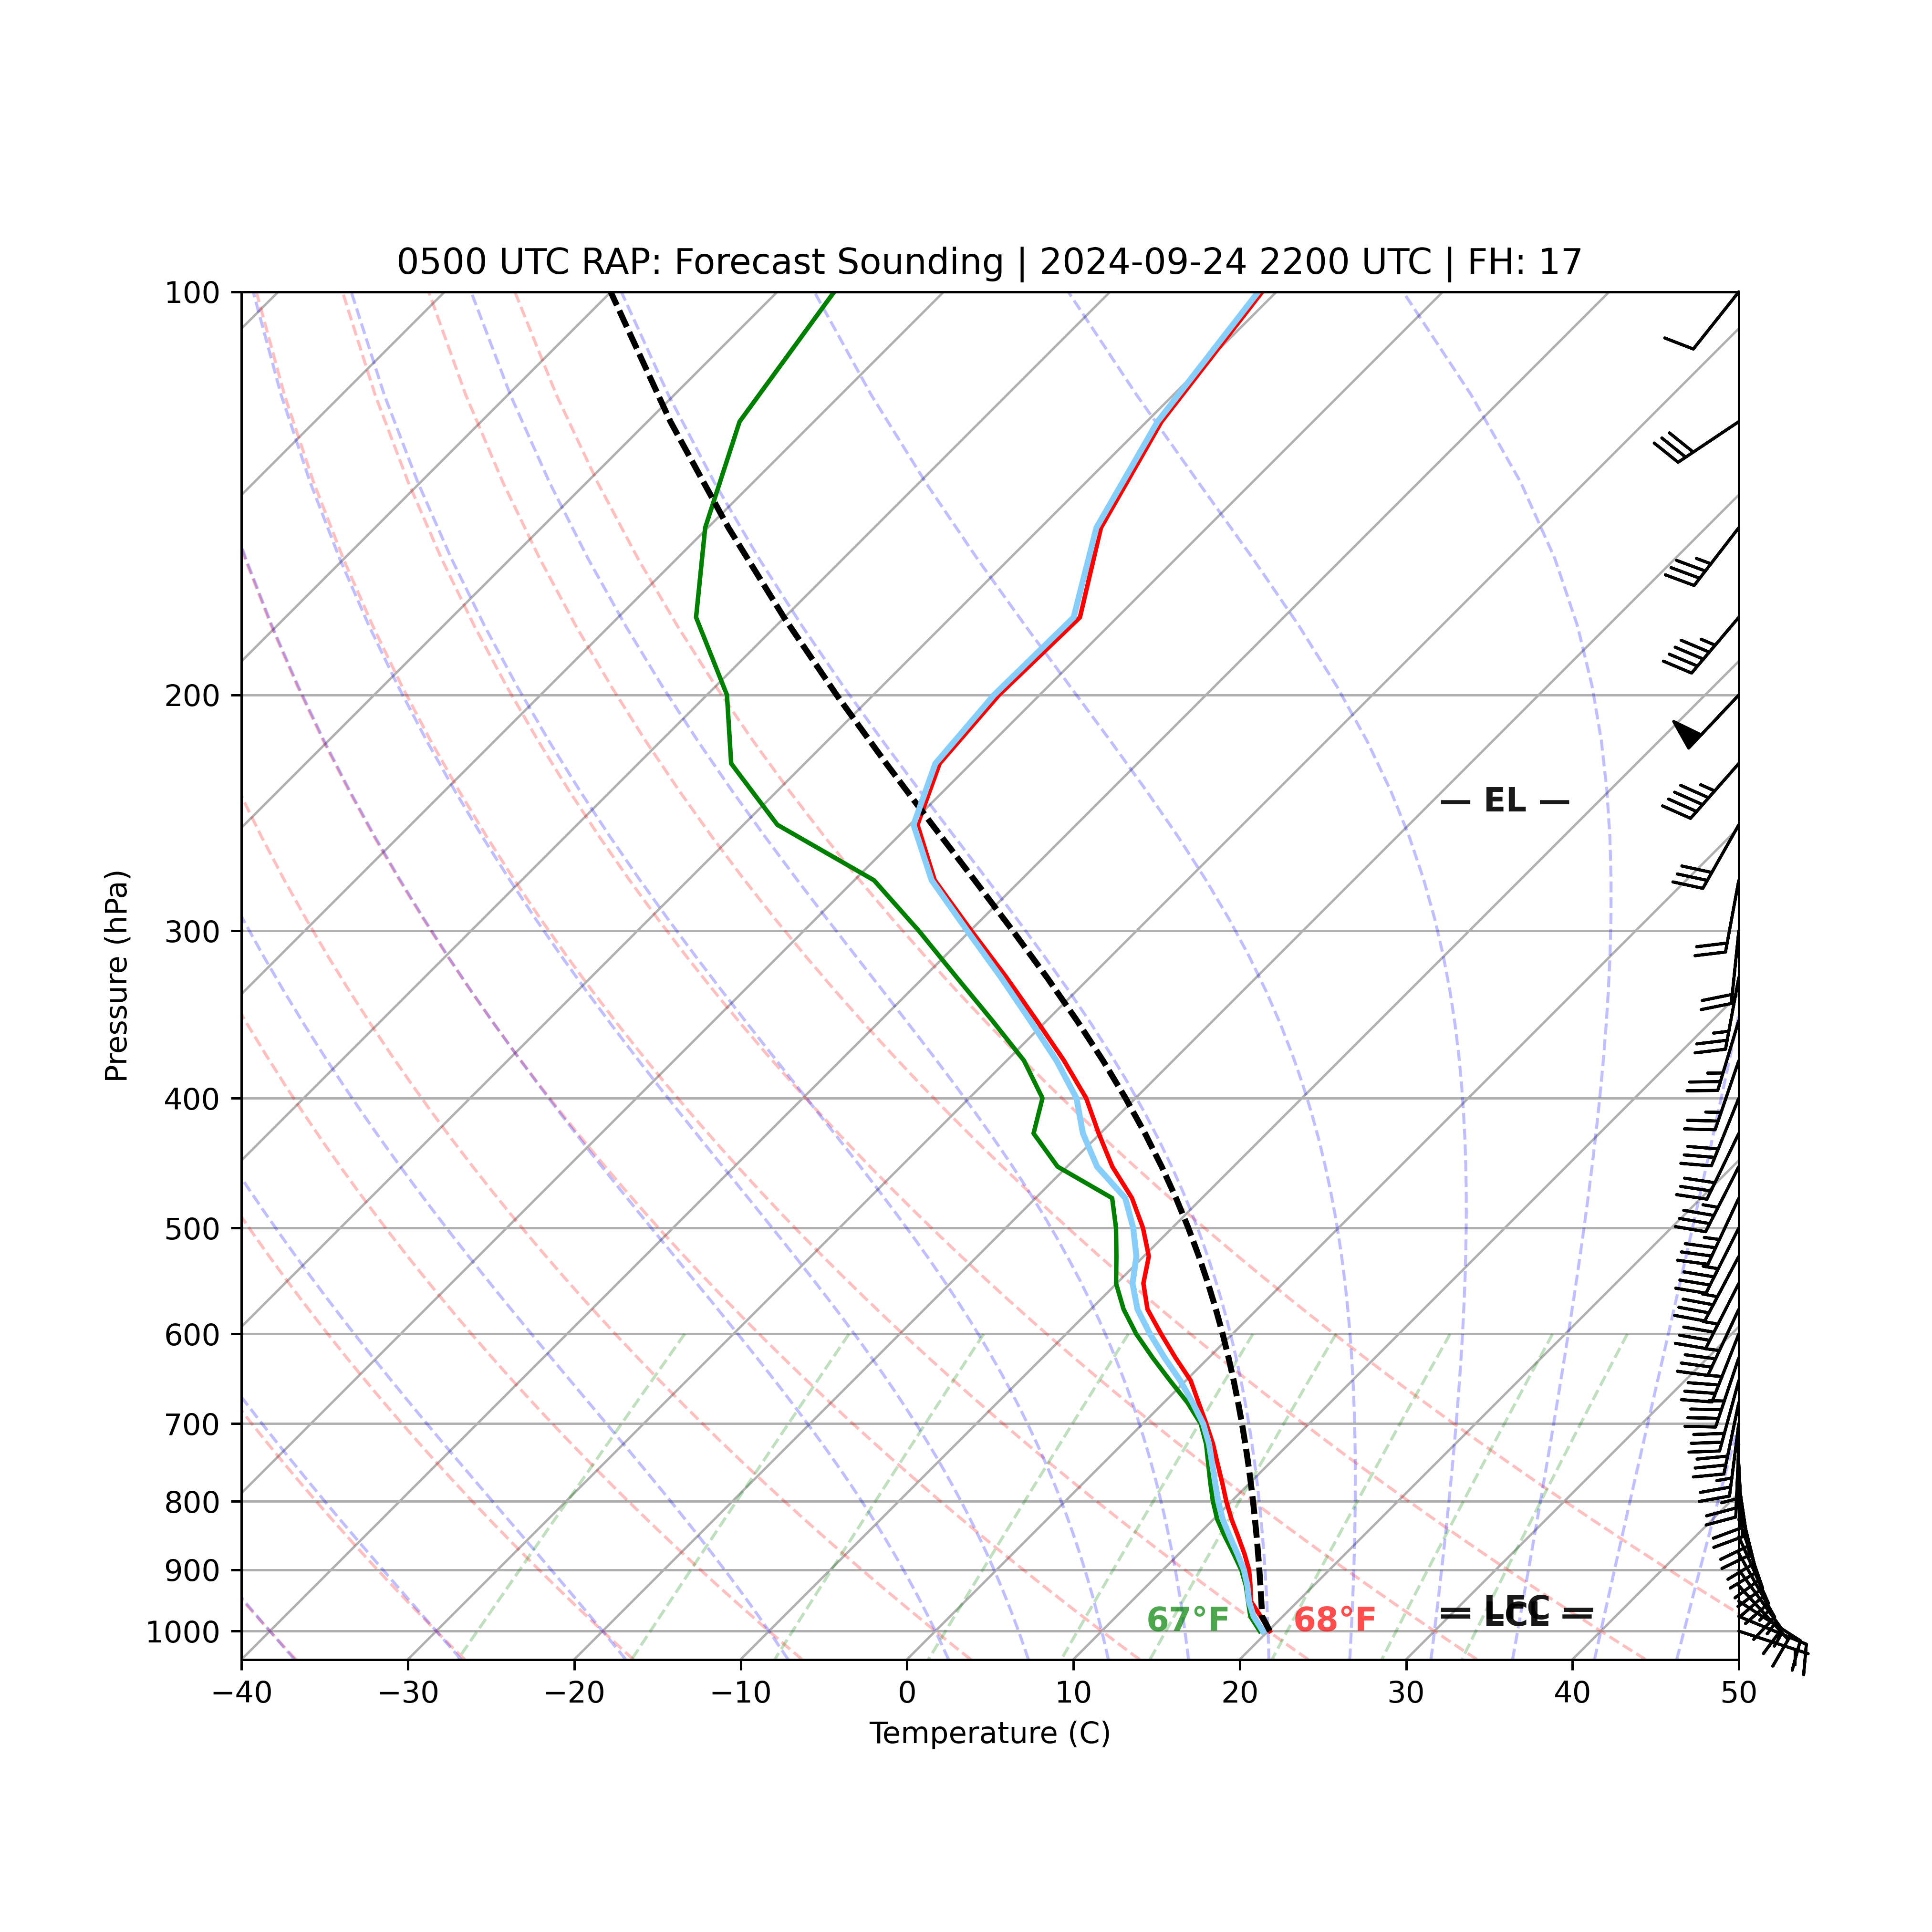 0500 UTC RAP: Forecast Sounding | 2024-09-24 2200 UTC | FH: 17
100
200
— EL —
Pressure (hPa)
300
400
500
600
700
800
900
67°F
68°F
— LFC —
— LCL —
1000
−40 −30 −20 −10 0 10 20 30 40 50
Temperature (C)